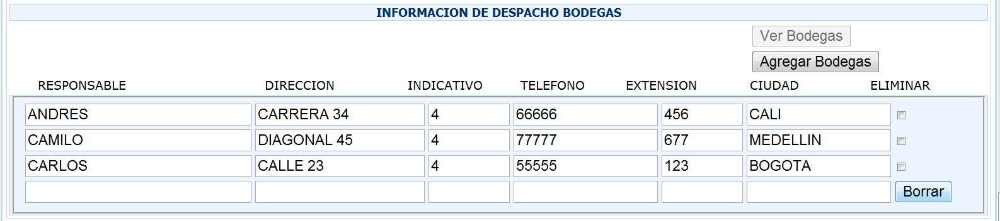 INFORMACION DE DESPACHO BODEGAS
Ver Bodegas
Agregar Bodegas
RESPONSABLE DIRECCION INDICATIVO TELEFONO EXTENSION CIUDAD ELIMINAR
ANDRES CARRERA 34 4 66666 456 CALI
CAMILO DIAGONAL 45 4 77777 677 MEDELLIN
CARLOS CALLE 23 4 55555 123 BOGOTA
Borrar